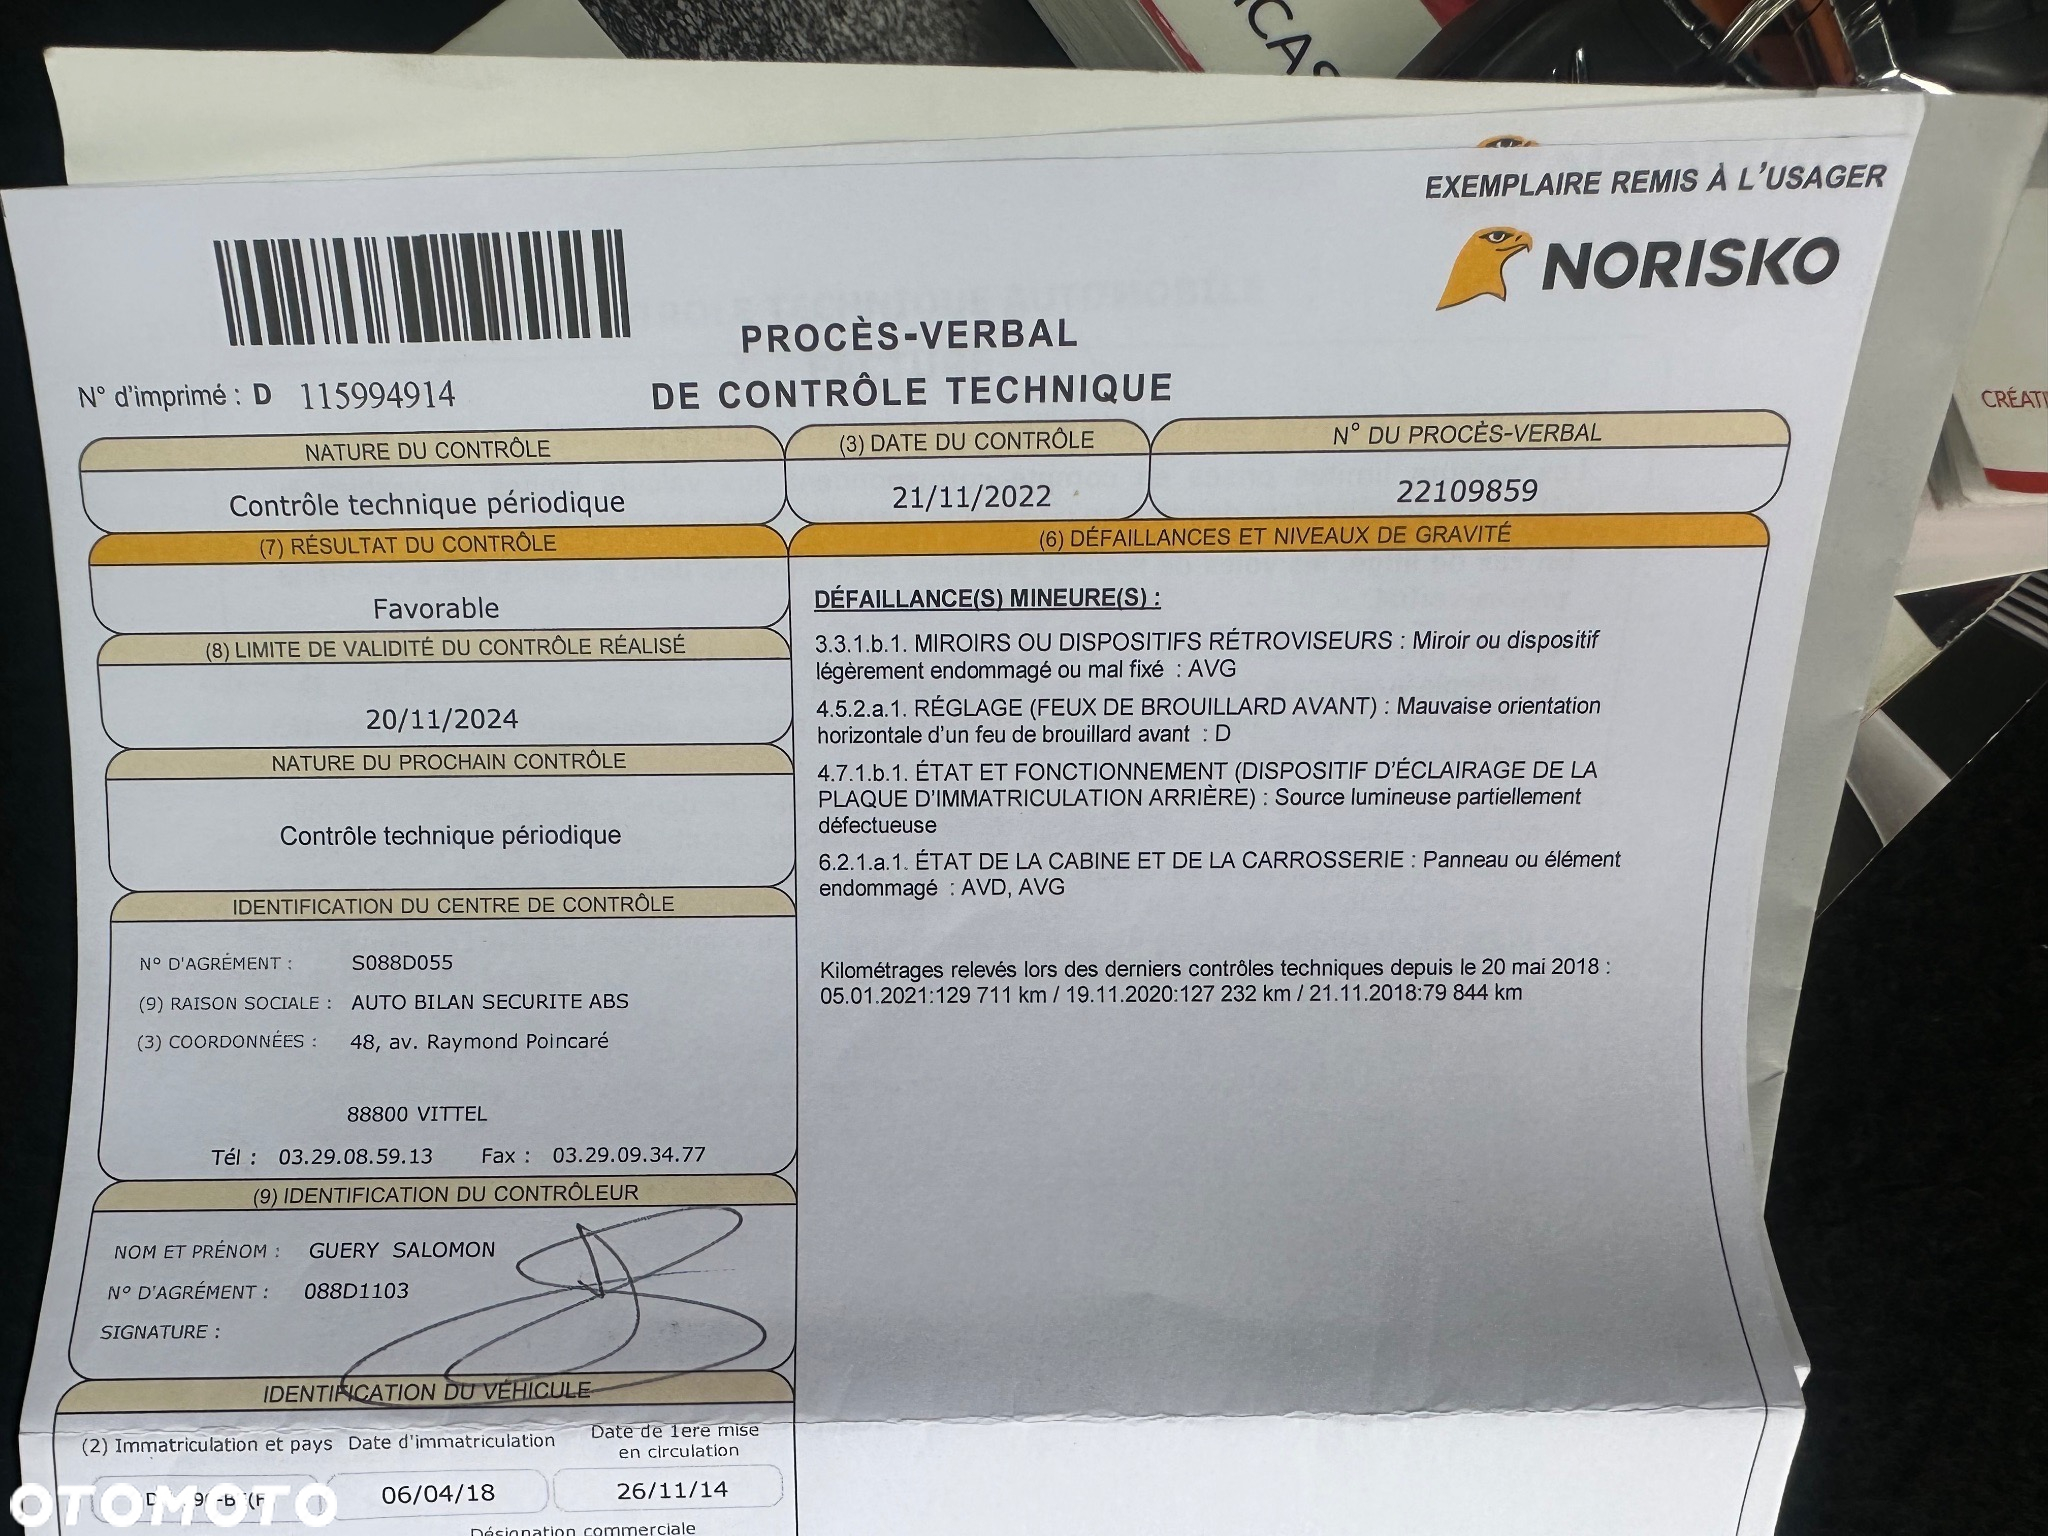 ICAS
EXEMPLAIRE REMIS À L'USAGER
NORISKO
PROCÈS-VERBAL
DE CONTRÔLE TECHNIQUE
N° d'imprimé : D 115994914
CRÉATI
NATURE DU CONTRÔLE
Contrôle technique périodique
(3) DATE DU CONTRÔLE
21/11/2022
N° DU PROCÈS-VERBAL
22109859
(7) RÉSULTAT DU CONTRÔLE
Favorable
(8) LIMITE DE VALIDITÉ DU CONTRÔLE RÉALISÉ
20/11/2024
NATURE DU PROCHAIN CONTRÔLE
Contrôle technique périodique
IDENTIFICATION DU CENTRE DE CONTRÔLE
N° D'AGRÉMENT : S088D055
(9) RAISON SOCIALE : AUTO BILAN SECURITE ABS
(3) COORDONNÉES : 48, av. Raymond Poincaré
88800 VITTEL
Tél : 03.29.08.59.13 Fax : 03.29.09.34.77
(9) IDENTIFICATION DU CONTRÔLEUR
NOM ET PRÉNOM : GUERY SALOMON
N° D'AGRÉMENT : 088D1103
SIGNATURE :
IDENTIFICATION DU VÉHICULE
(2) Immatriculation et pays
Date d'immatriculation
06/04/18
Date de 1ere mise
en circulation
26/11/14
Désignation commerciale
(6) DÉFAILLANCES ET NIVEAUX DE GRAVITÉ
DÉFAILLANCE(S) MINEURE(S) :
3.3.1.b.1. MIROIRS OU DISPOSITIFS RÉTROVISEURS : Miroir ou dispositif
légèrement endommagé ou mal fixé : AVG
4.5.2.a.1. RÉGLAGE (FEUX DE BROUILLARD AVANT) : Mauvaise orientation
horizontale d'un feu de brouillard avant : D
4.7.1.b.1. ÉTAT ET FONCTIONNEMENT (DISPOSITIF D'ÉCLAIRAGE DE LA
PLAQUE D'IMMATRICULATION ARRIÈRE) : Source lumineuse partiellement
défectueuse
6.2.1.a.1. ÉTAT DE LA CABINE ET DE LA CARROSSERIE : Panneau ou élément
endommagé : AVD, AVG
Kilométrages relevés lors des derniers contrôles techniques depuis le 20 mai 2018 :
05.01.2021:129 711 km / 19.11.2020:127 232 km / 21.11.2018:79 844 km
OTOMOTO